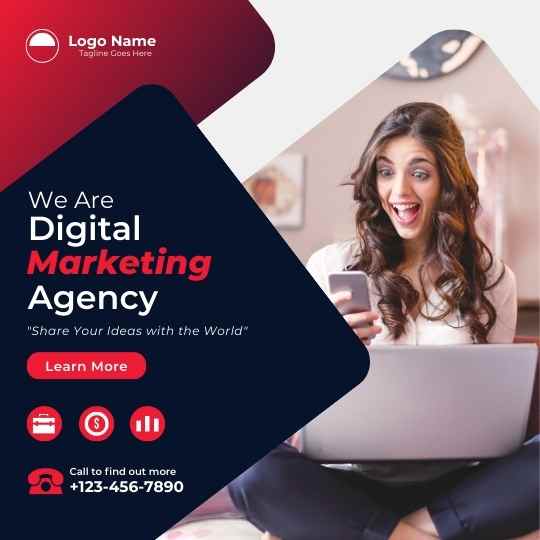 Logo Name
Tagline Goes Here
We Are
Digital
Marketing
Agency
"Share Your Ideas with the World"
Learn More
$
Call to find out more
+123-456-7890